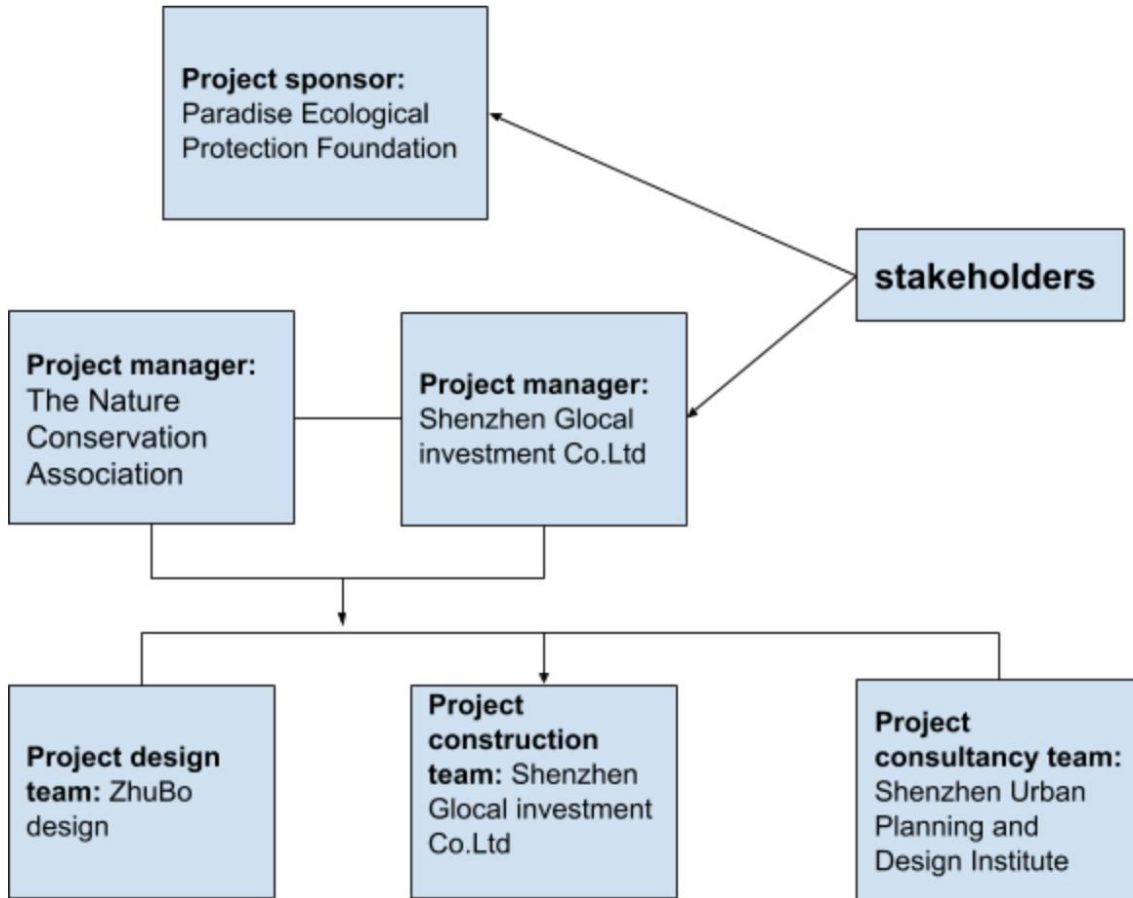 Project sponsor:
Paradise Ecological
Protection Foundation
stakeholders
Project manager:
The Nature
Conservation
Association
Project manager:
Shenzhen Glocal
investment Co.Ltd
Project design
team: ZhuBo
design
Project
construction
team: Shenzhen
Glocal investment
Co.Ltd
Project
consultancy team:
Shenzhen Urban
Planning and
Design Institute